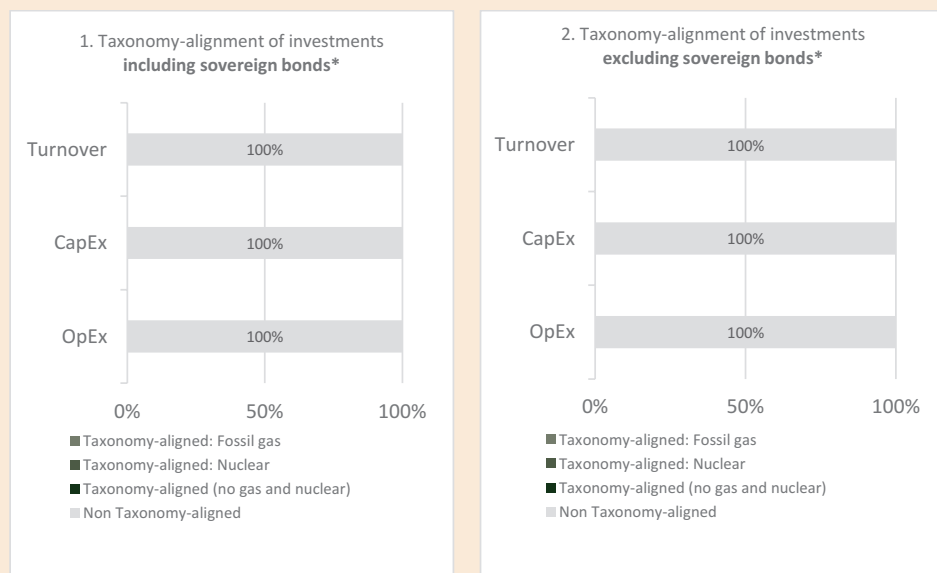 1. Taxonomy-alignment of investments
including sovereign bonds*
Turnover
100%
CapEx
100%
OpEx
100%
0%
50%
100%
Taxonomy-aligned: Fossil gas
Taxonomy-aligned: Nuclear
Taxonomy-aligned (no gas and nuclear)
Non Taxonomy-aligned
2. Taxonomy-alignment of investments
excluding sovereign bonds*
Turnover
100%
CapEx
100%
OpEx
100%
0%
50%
100%
Taxonomy-aligned: Fossil gas
Taxonomy-aligned: Nuclear
Taxonomy-aligned (no gas and nuclear)
Non Taxonomy-aligned